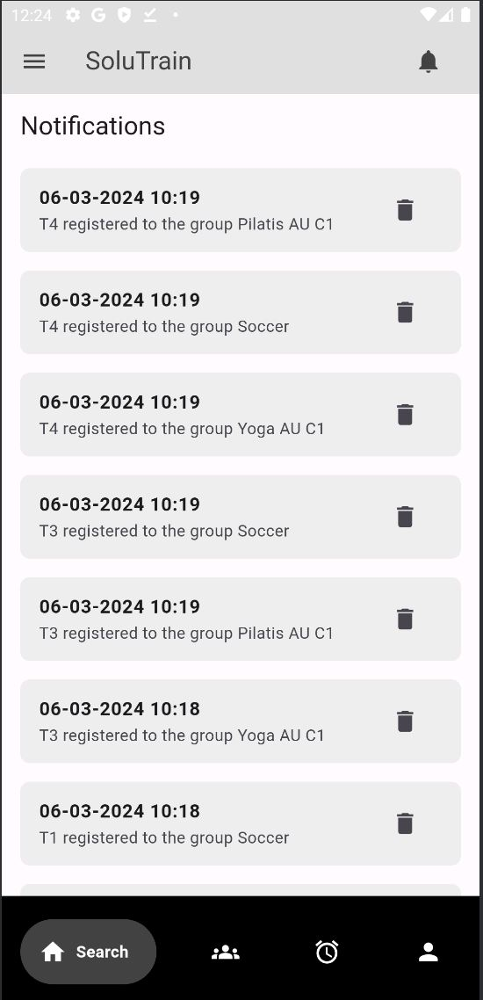 12:24
SoluTrain
Notifications
06-03-2024 10:19
T4 registered to the group Pilatis AU C1
06-03-2024 10:19
T4 registered to the group Soccer
06-03-2024 10:19
T4 registered to the group Yoga AU C1
06-03-2024 10:19
T3 registered to the group Soccer
06-03-2024 10:19
T3 registered to the group Pilatis AU C1
06-03-2024 10:18
T3 registered to the group Yoga AU C1
06-03-2024 10:18
T1 registered to the group Soccer
Search